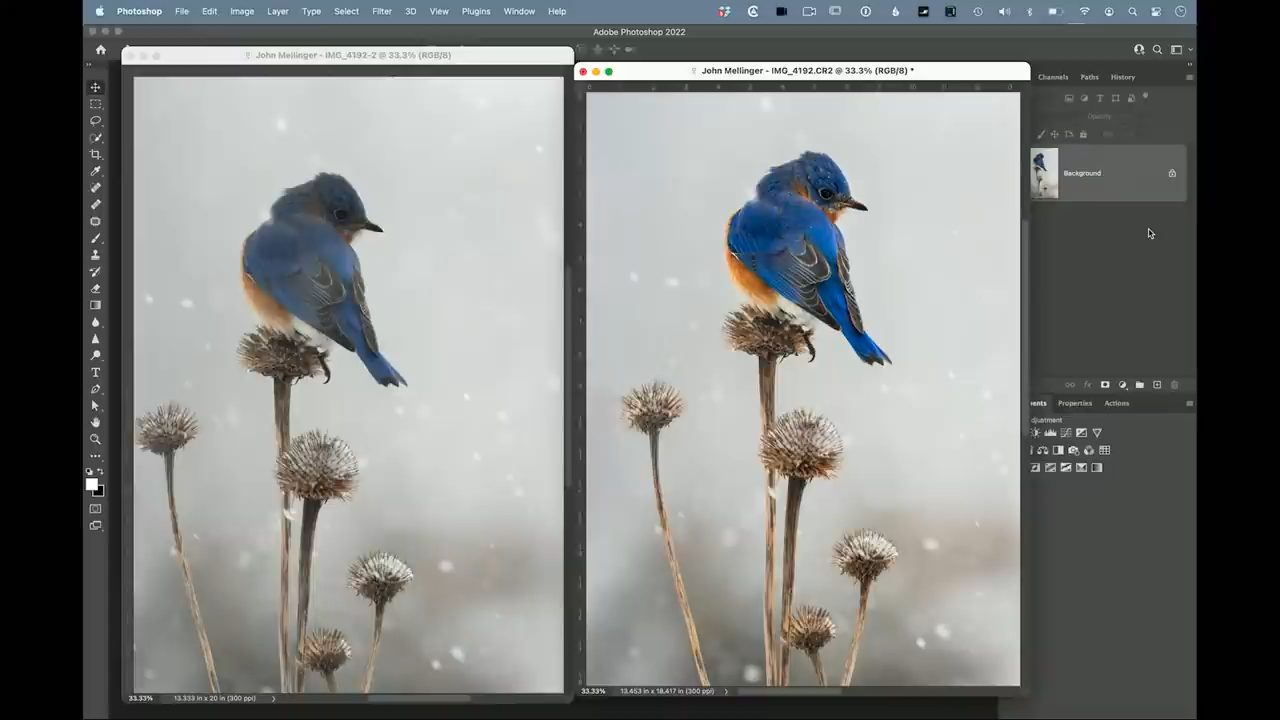 Photoshop File Edit Image Layer Type Select Filter 3D View Plugins Window Help
Adobe Photoshop 2022
John Mellinger - IMG_4192-2 @ 33.3% (RGB/8)
John Mellinger - IMG_4192.CR2 @ 33.3% (RGB/8) *
Channels Paths History
Opacity
Background
ents Properties Actions
adjustment
33.33% 13.333 in x 20 in (300 ppi)
33.33% 13.453 in x 18.417 in (300 ppi)